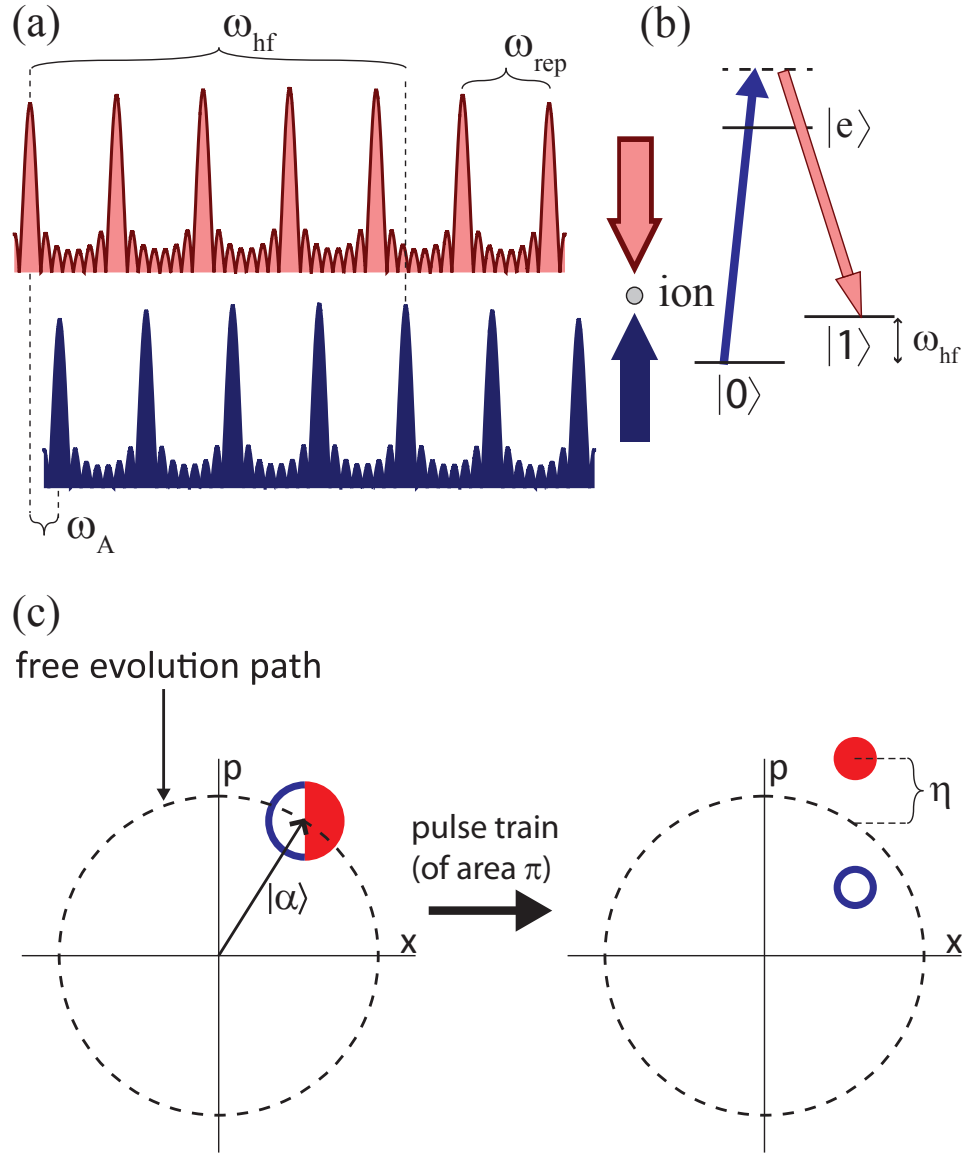 (a)
ω_hf
ω_rep
ω_A
ion
(b)
|e⟩
|1⟩
ω_hf
|0⟩
(c)
free evolution path
p
|α⟩
x
pulse train
(of area π)
p
η
x